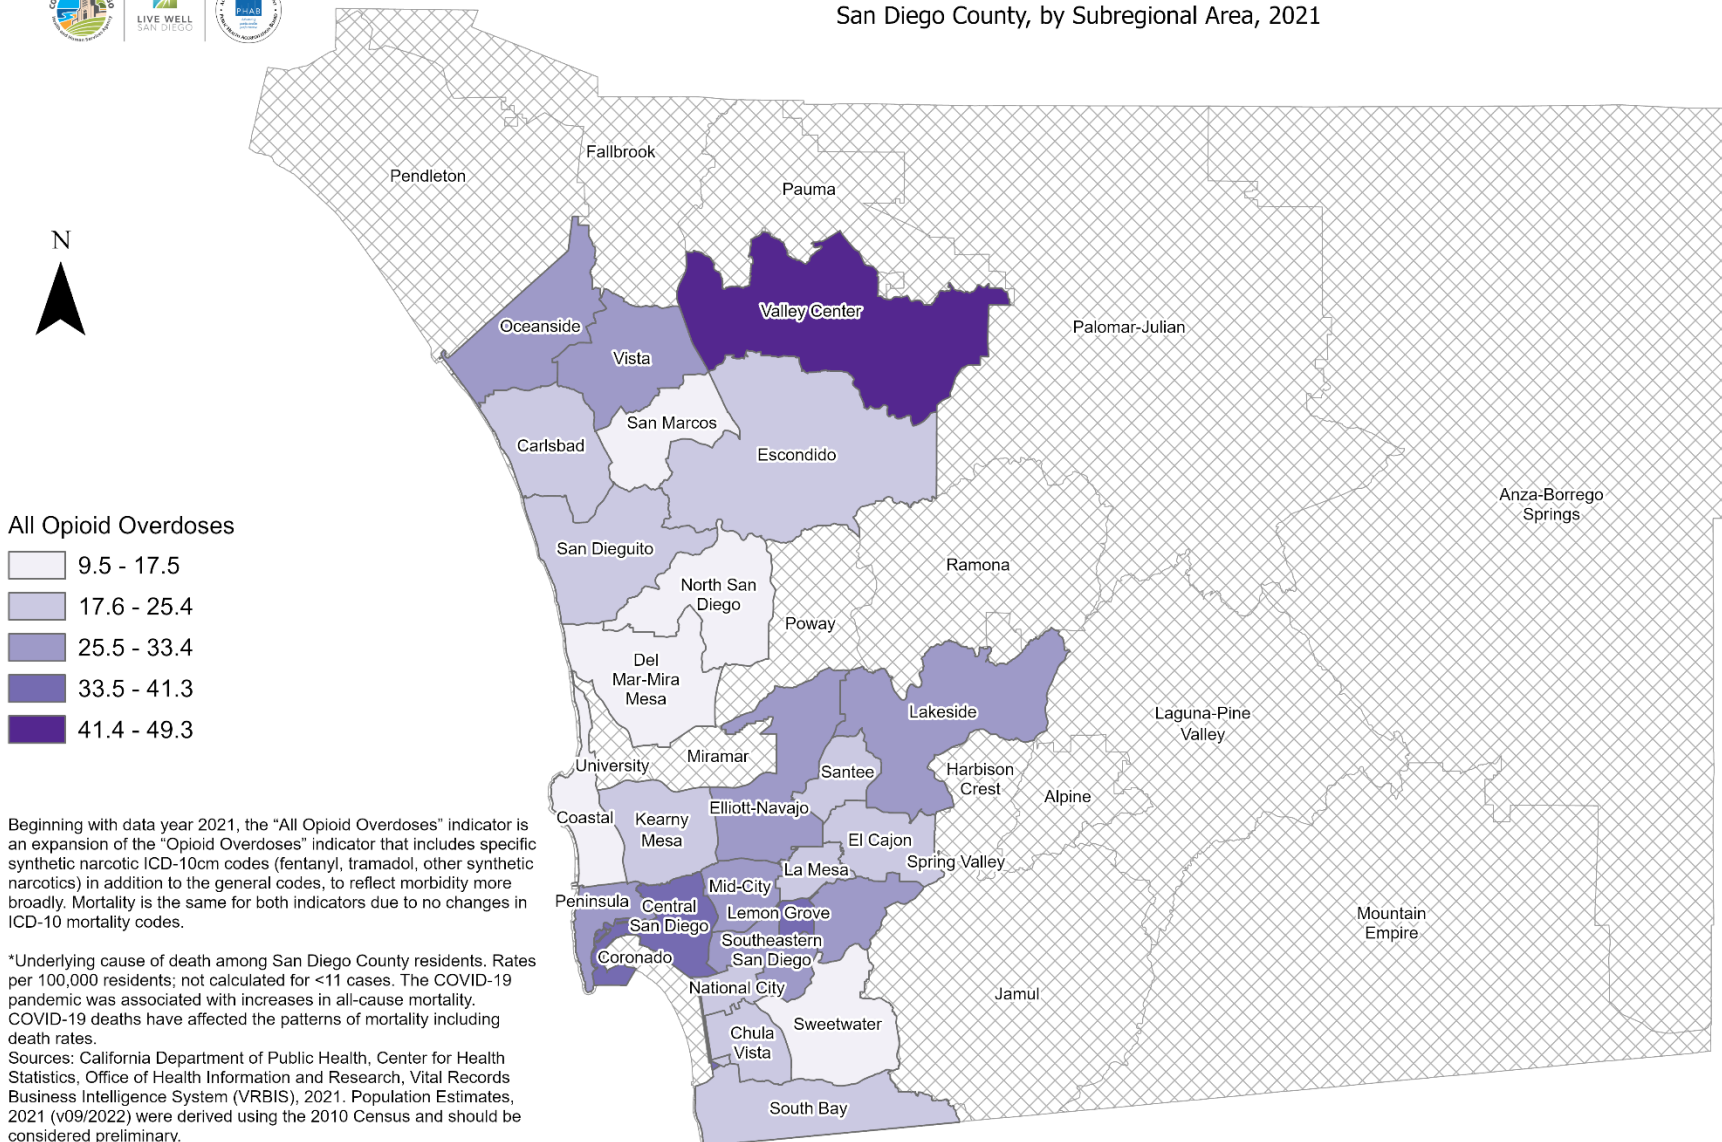 LIVE WELL
SAN DIEGO
PHAB
San Diego County, by Subregional Area, 2021
Fallbrook
Pendleton
Pauma
N
Valley Center
Oceanside
Palomar-Julian
Vista
San Marcos
Carlsbad
Escondido
Anza-Borrego
Springs
All Opioid Overdoses
9.5 - 17.5
17.6 - 25.4
25.5 - 33.4
33.5 - 41.3
41.4 - 49.3
San Dieguito
Ramona
North San
Diego
Poway
Del
Mar-Mira
Mesa
Lakeside
Laguna-Pine
Valley
Miramar
University
Santee
Harbison
Crest
Alpine
Elliott-Navajo
Coastal
Kearny
Mesa
El Cajon
Spring Valley
La Mesa
Mid-City
Peninsula
Central
San Diego
Lemon Grove
Mountain
Empire
Southeastern
San Diego
Coronado
National City
Jamul
Sweetwater
Chula
Vista
South Bay
Beginning with data year 2021, the “All Opioid Overdoses” indicator is
an expansion of the “Opioid Overdoses” indicator that includes specific
synthetic narcotic ICD-10cm codes (fentanyl, tramadol, other synthetic
narcotics) in addition to the general codes, to reflect morbidity more
broadly. Mortality is the same for both indicators due to no changes in
ICD-10 mortality codes.
*Underlying cause of death among San Diego County residents. Rates
per 100,000 residents; not calculated for <11 cases. The COVID-19
pandemic was associated with increases in all-cause mortality.
COVID-19 deaths have affected the patterns of mortality including
death rates.
Sources: California Department of Public Health, Center for Health
Statistics, Office of Health Information and Research, Vital Records
Business Intelligence System (VRBIS), 2021. Population Estimates,
2021 (v09/2022) were derived using the 2010 Census and should be
considered preliminary.